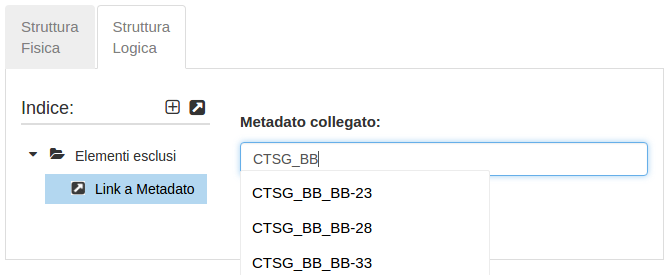 Struttura
Fisica
Struttura
Logica
Indice:
Elementi esclusi
Link a Metadato
Metadato collegato:
CTSG_BB
CTSG_BB_BB-23
CTSG_BB_BB-28
CTSG_BB_BB-33